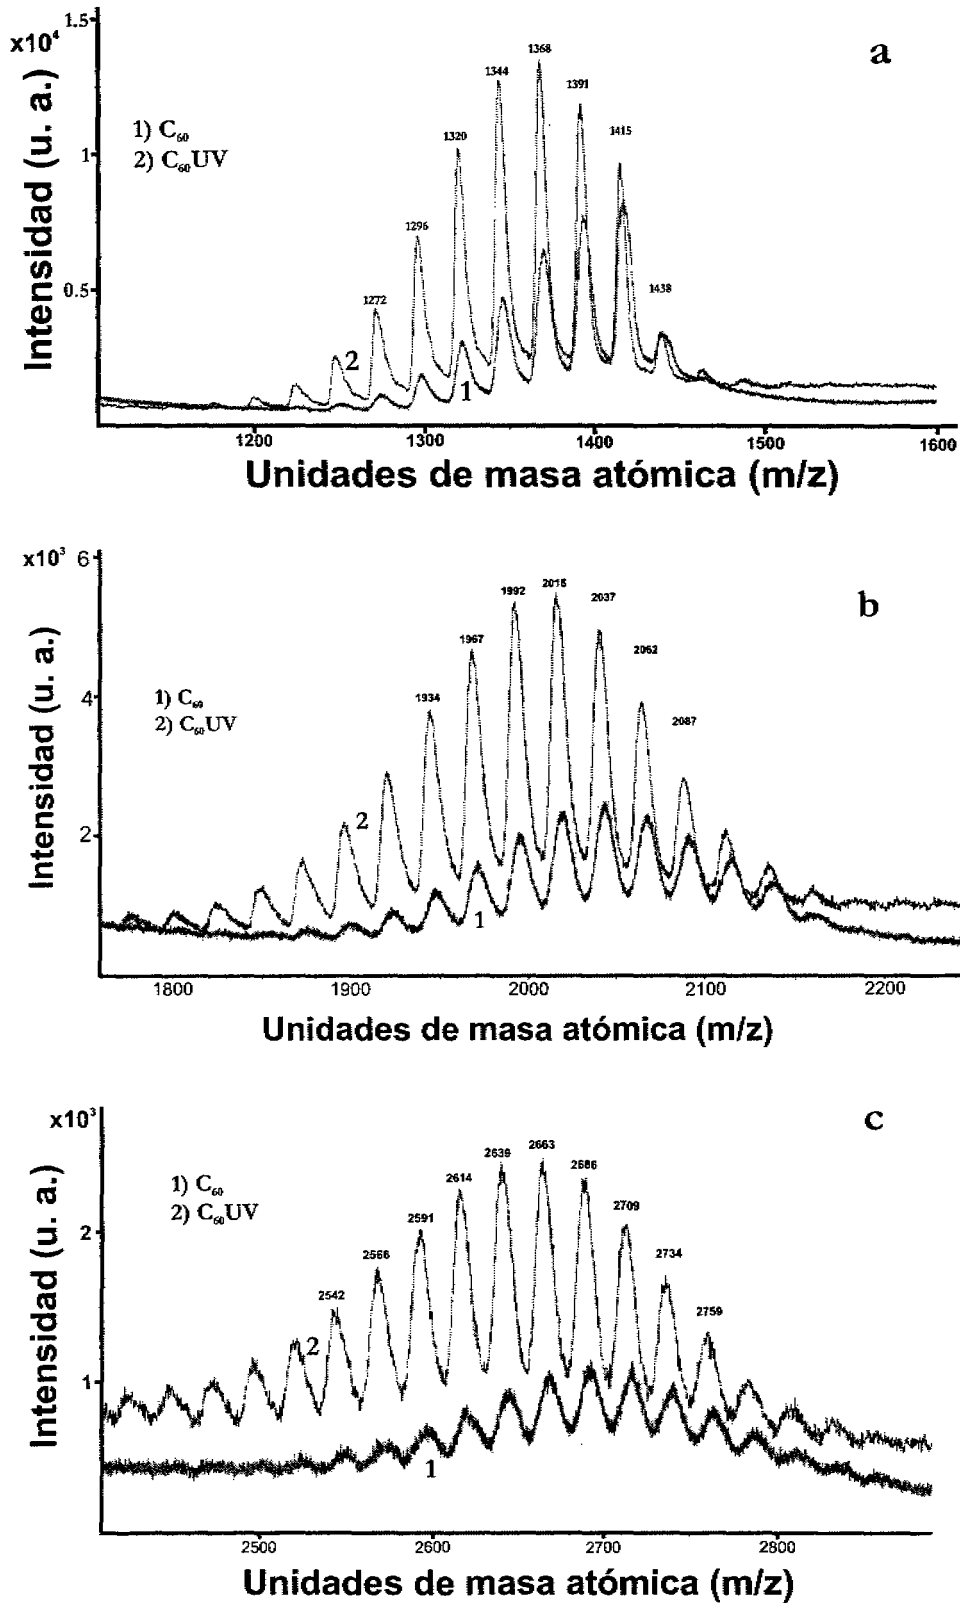 1.5
x10⁴
a
1368
1344
1391
1) C₆₀
2) C₆₀UV
1320
1415
1
1296
1438
0.5
1272
2
1
Intensidad (u. a.)
1200
1300
1400
1500
1600
Unidades de masa atómica (m/z)
x10³
6
b
1992
2016
2037
1967
2062
1) C₆₀
2) C₆₀UV
4
1934
2087
2
2
1
Intensidad (u. a.)
1800
1900
2000
2100
2200
Unidades de masa atómica (m/z)
x10³
c
2639
2663
2614
2686
1) C₆₀
2) C₆₀UV
2591
2709
2
2566
2734
2542
2759
2
1
1
Intensidad (u. a.)
2500
2600
2700
2800
Unidades de masa atómica (m/z)